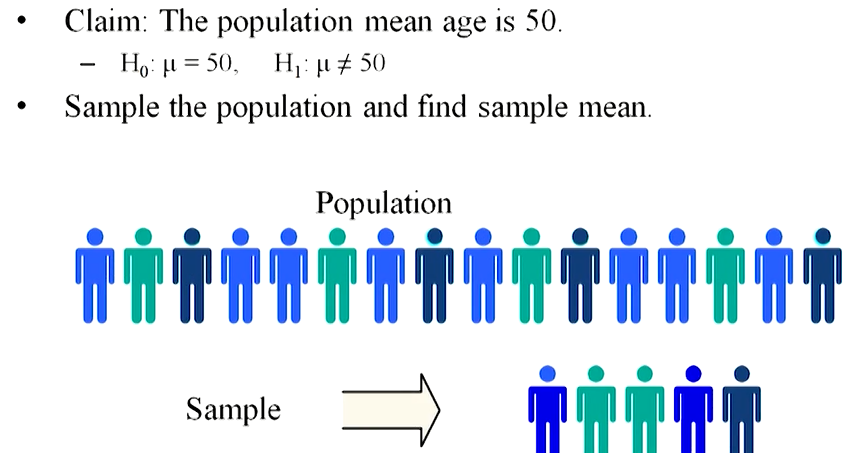 • Claim: The population mean age is 50.
– H₀: μ = 50, H₁: μ ≠ 50
• Sample the population and find sample mean.
Population
Sample